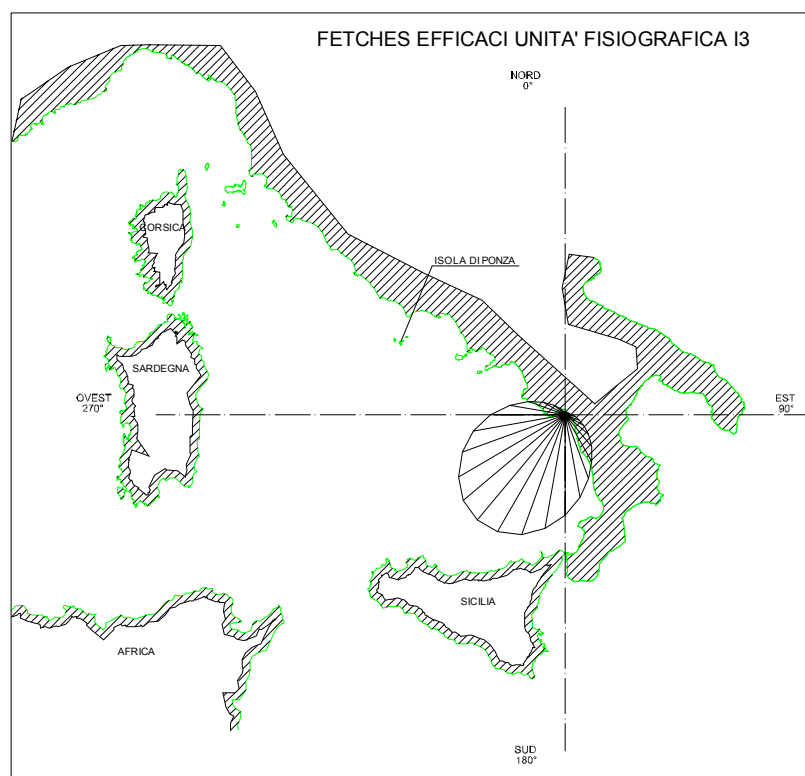 FETCHES EFFICACI UNITA' FISIOGRAFICA I3
NORD
0°
CORSICA
ISOLA DI PONZA
SARDEGNA
OVEST
270°
EST
90°
SICILIA
AFRICA
SUD
180°